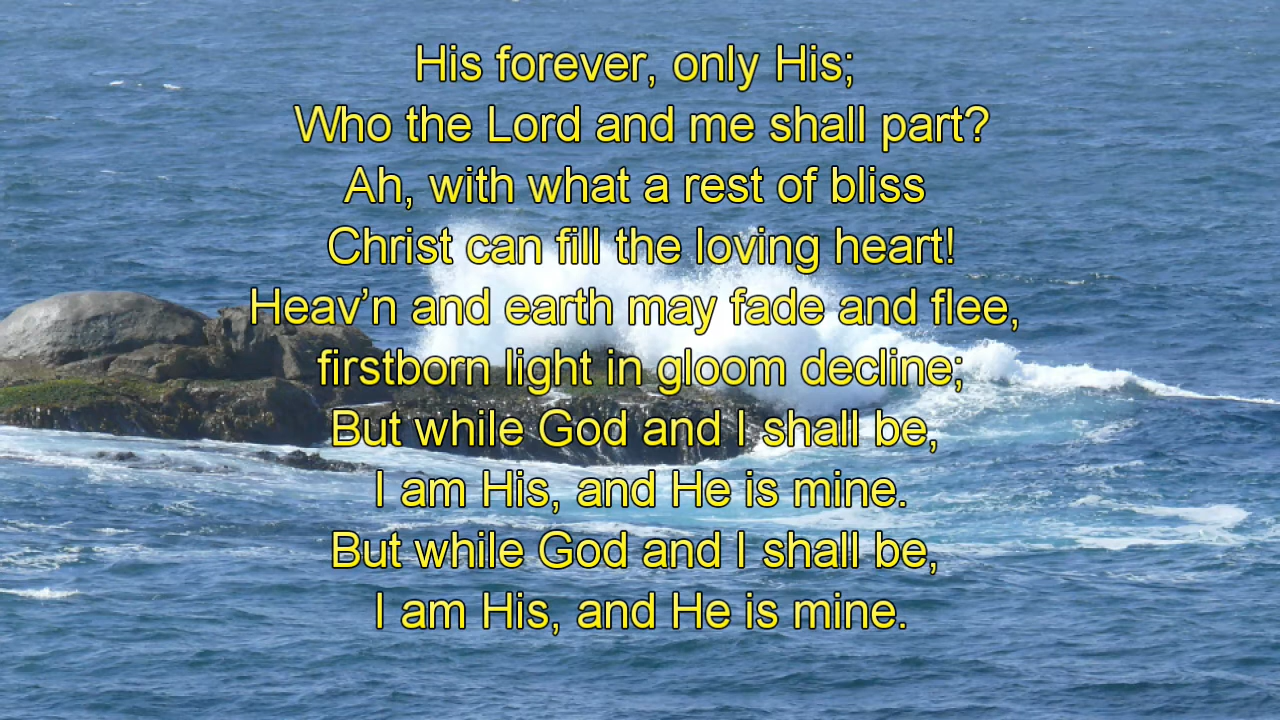 His forever, only His;
Who the Lord and me shall part?
Ah, with what a rest of bliss
Christ can fill the loving heart!
Heav’n and earth may fade and flee,
firstborn light in gloom decline;
But while God and I shall be,
I am His, and He is mine.
But while God and I shall be,
I am His, and He is mine.